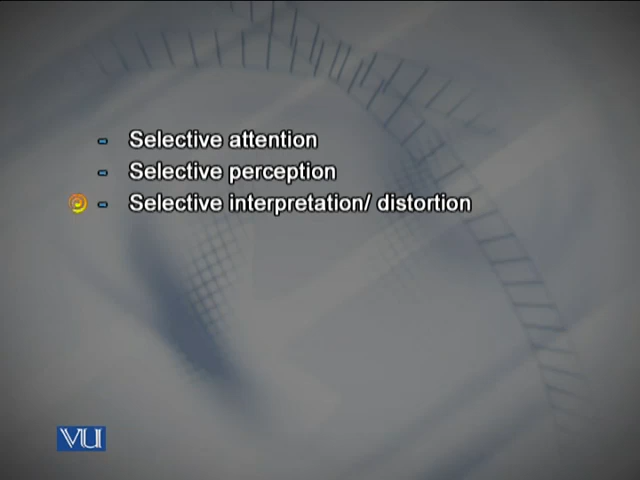 - Selective attention
- Selective perception
- Selective interpretation/ distortion
VU